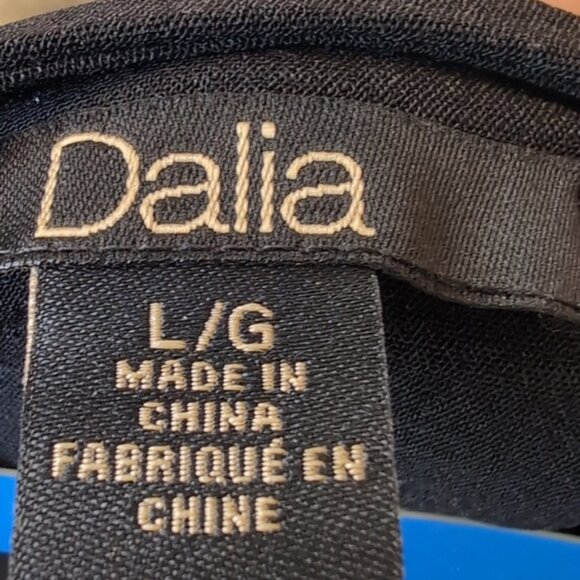 Dalia
L/G
MADE IN
CHINA
FABRIQUÉ EN
CHINE